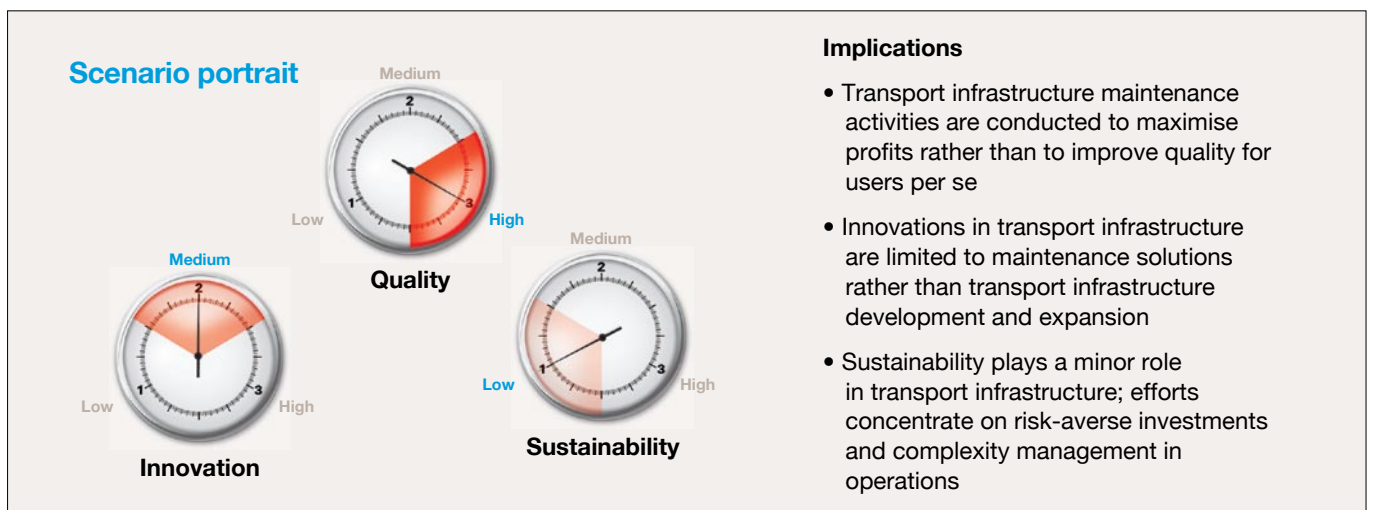 Scenario portrait
Medium
2
1
3
Low
High
Quality
Medium
2
1
3
Low
High
Innovation
Medium
2
1
3
Low
High
Sustainability
Implications
• Transport infrastructure maintenance
activities are conducted to maximise
profits rather than to improve quality for
users per se
• Innovations in transport infrastructure
are limited to maintenance solutions
rather than transport infrastructure
development and expansion
• Sustainability plays a minor role
in transport infrastructure; efforts
concentrate on risk-averse investments
and complexity management in
operations